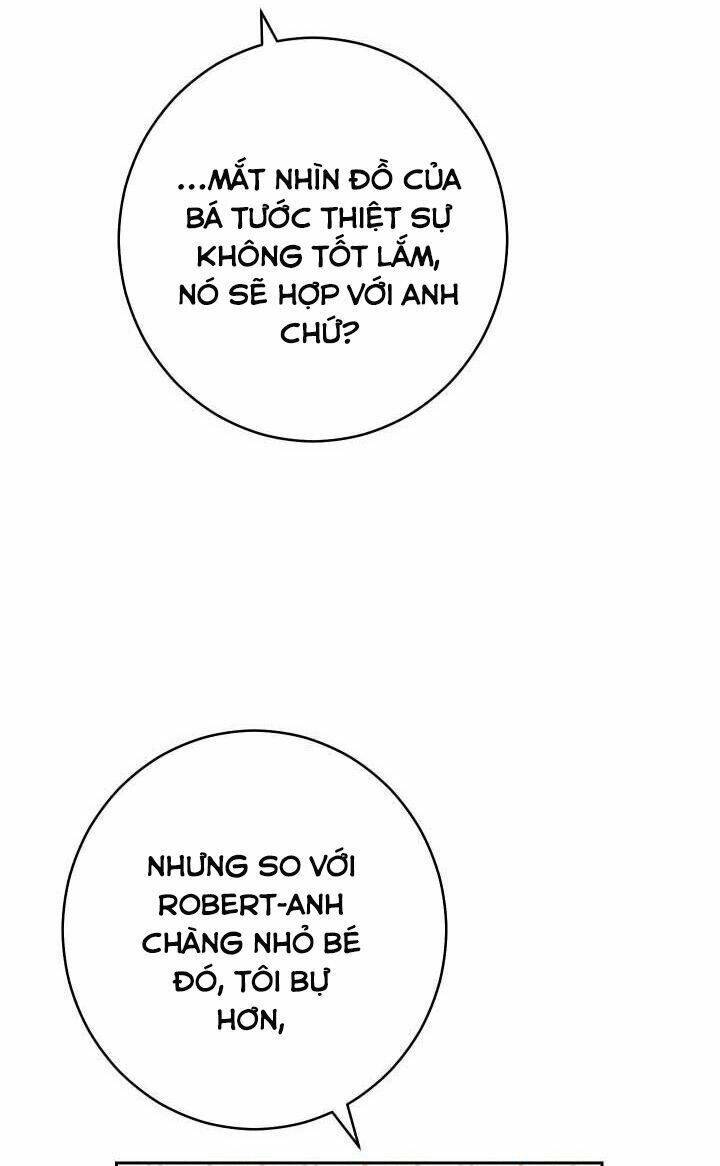 ...MẮT NHÌN ĐỒ CỦA
BÁ TƯỚC THIỆT SỰ
KHÔNG TỐT LẮM,
NÓ SẼ HỢP VỚI ANH
CHỨ?
NHƯNG SO VỚI
ROBERT-ANH
CHÀNG NHỎ BÉ
ĐÓ, TÔI BỰ
HƠN,